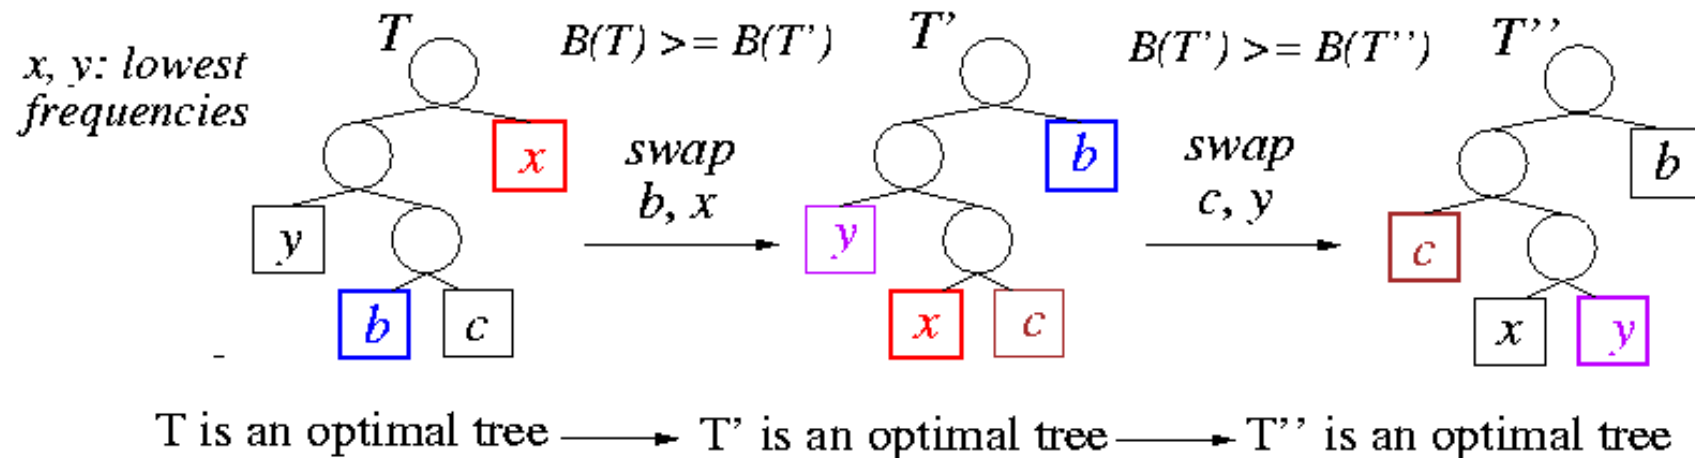 x, y: lowest
frequencies
T
x
y
b
c
B(T) >= B(T')
swap
b, x
T'
b
y
x
c
B(T') >= B(T'')
swap
c, y
T''
b
c
x
y
T is an optimal tree
T' is an optimal tree
T'' is an optimal tree